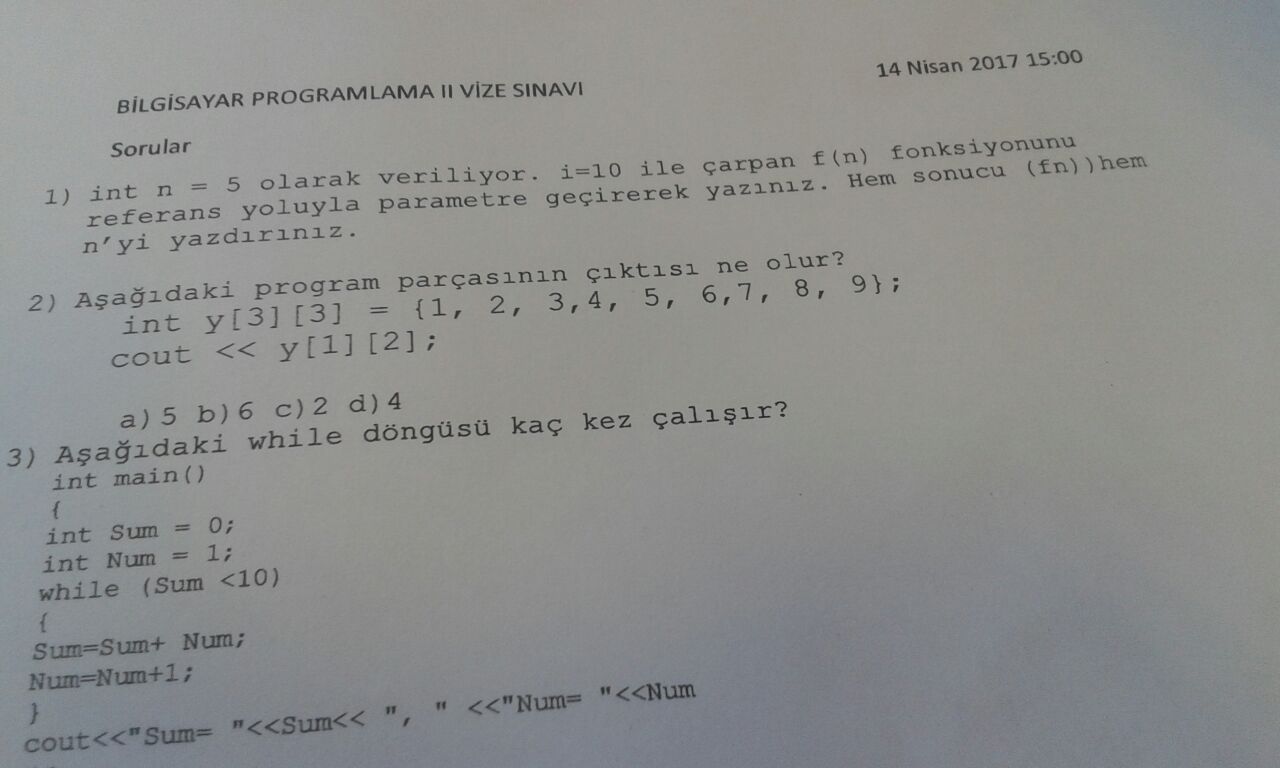 14 Nisan 2017 15:00
BİLGİSAYAR PROGRAMLAMA II VİZE SINAVI
Sorular
1) int n = 5 olarak veriliyor. i=10 ile çarpan f(n) fonksiyonunu
referans yoluyla parametre geçirerek yazınız. Hem sonucu (fn))hem
n'yi yazdırınız.
2) Aşağıdaki program parçasının çıktısı ne olur?
int y[3][3] = {1, 2, 3,4, 5, 6,7, 8, 9};
cout << y[1][2];
a)5 b)6 c)2 d)4
3) Aşağıdaki while döngüsü kaç kez çalışır?
int main()
{
int Sum = 0;
int Num = 1;
while (Sum <10)
{
Sum=Sum+ Num;
Num=Num+1;
}
cout<<"Sum= "<<Sum<< ", " <<"Num= "<<Num